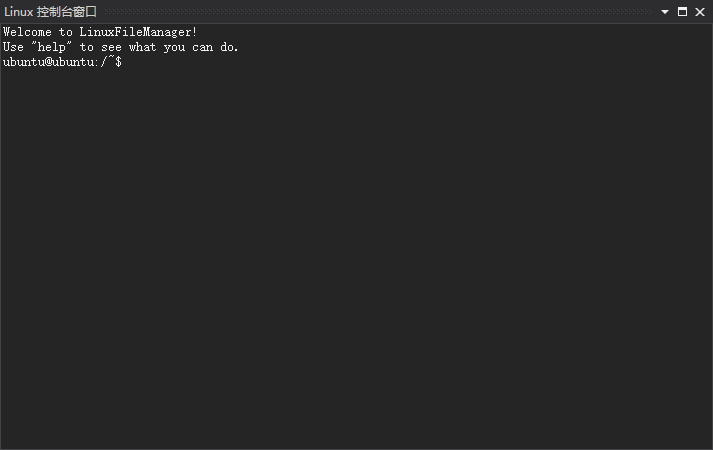 Linux 控制台窗口
Welcome to LinuxFileManager!
Use "help" to see what you can do.
ubuntu@ubuntu:/~$